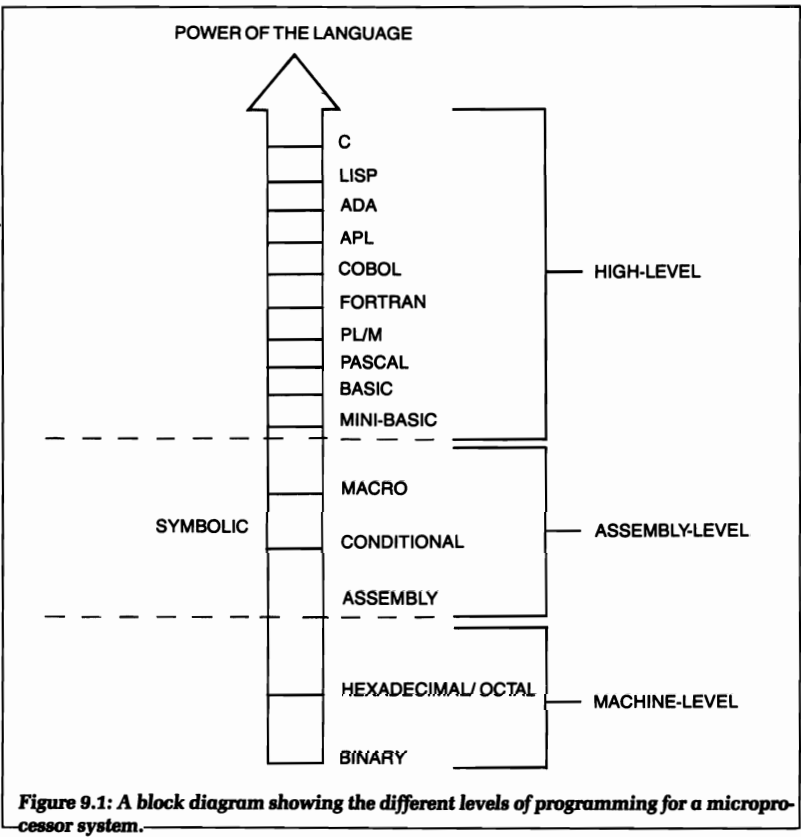 POWER OF THE LANGUAGE
C
LISP
ADA
APL
COBOL
HIGH-LEVEL
FORTRAN
PL/M
PASCAL
BASIC
MINI-BASIC
MACRO
SYMBOLIC
ASSEMBLY-LEVEL
CONDITIONAL
ASSEMBLY
HEXADECIMAL/OCTAL
MACHINE-LEVEL
BINARY
Figure 9.1: A block diagram showing the different levels of programming for a micropro-
cessor system.